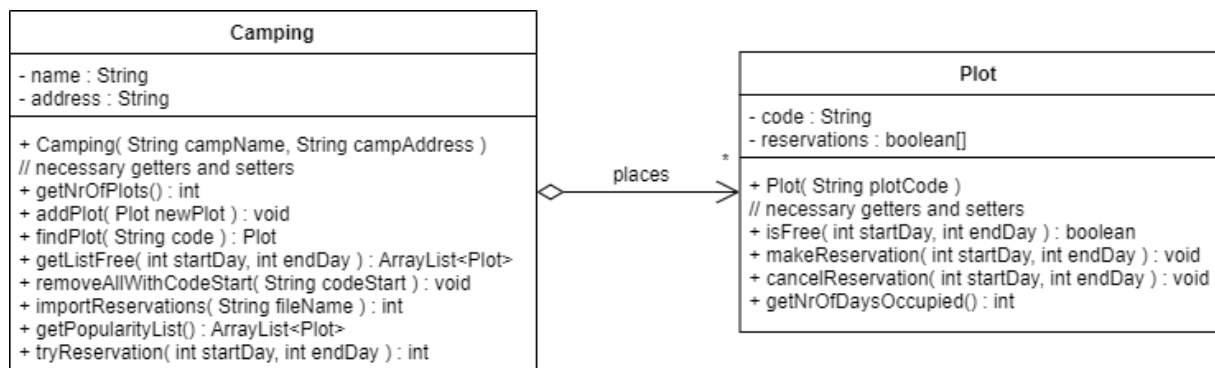 Camping
- name : String
- address : String
+ Camping( String campName, String campAddress )
// necessary getters and setters
+ getNrOfPlots() : int
+ addPlot( Plot newPlot ) : void
+ findPlot( String code ) : Plot
+ getListFree( int startDay, int endDay ) : ArrayList<Plot>
+ removeAllWithCodeStart( String codeStart ) : void
+ importReservations( String fileName ) : int
+ getPopularityList() : ArrayList<Plot>
+ tryReservation( int startDay, int endDay ) : int
places
*
Plot
- code : String
- reservations : boolean[]
+ Plot( String plotCode )
// necessary getters and setters
+ isFree( int startDay, int endDay ) : boolean
+ makeReservation( int startDay, int endDay ) : void
+ cancelReservation( int startDay, int endDay ) : void
+ getNrOfDaysOccupied() : int